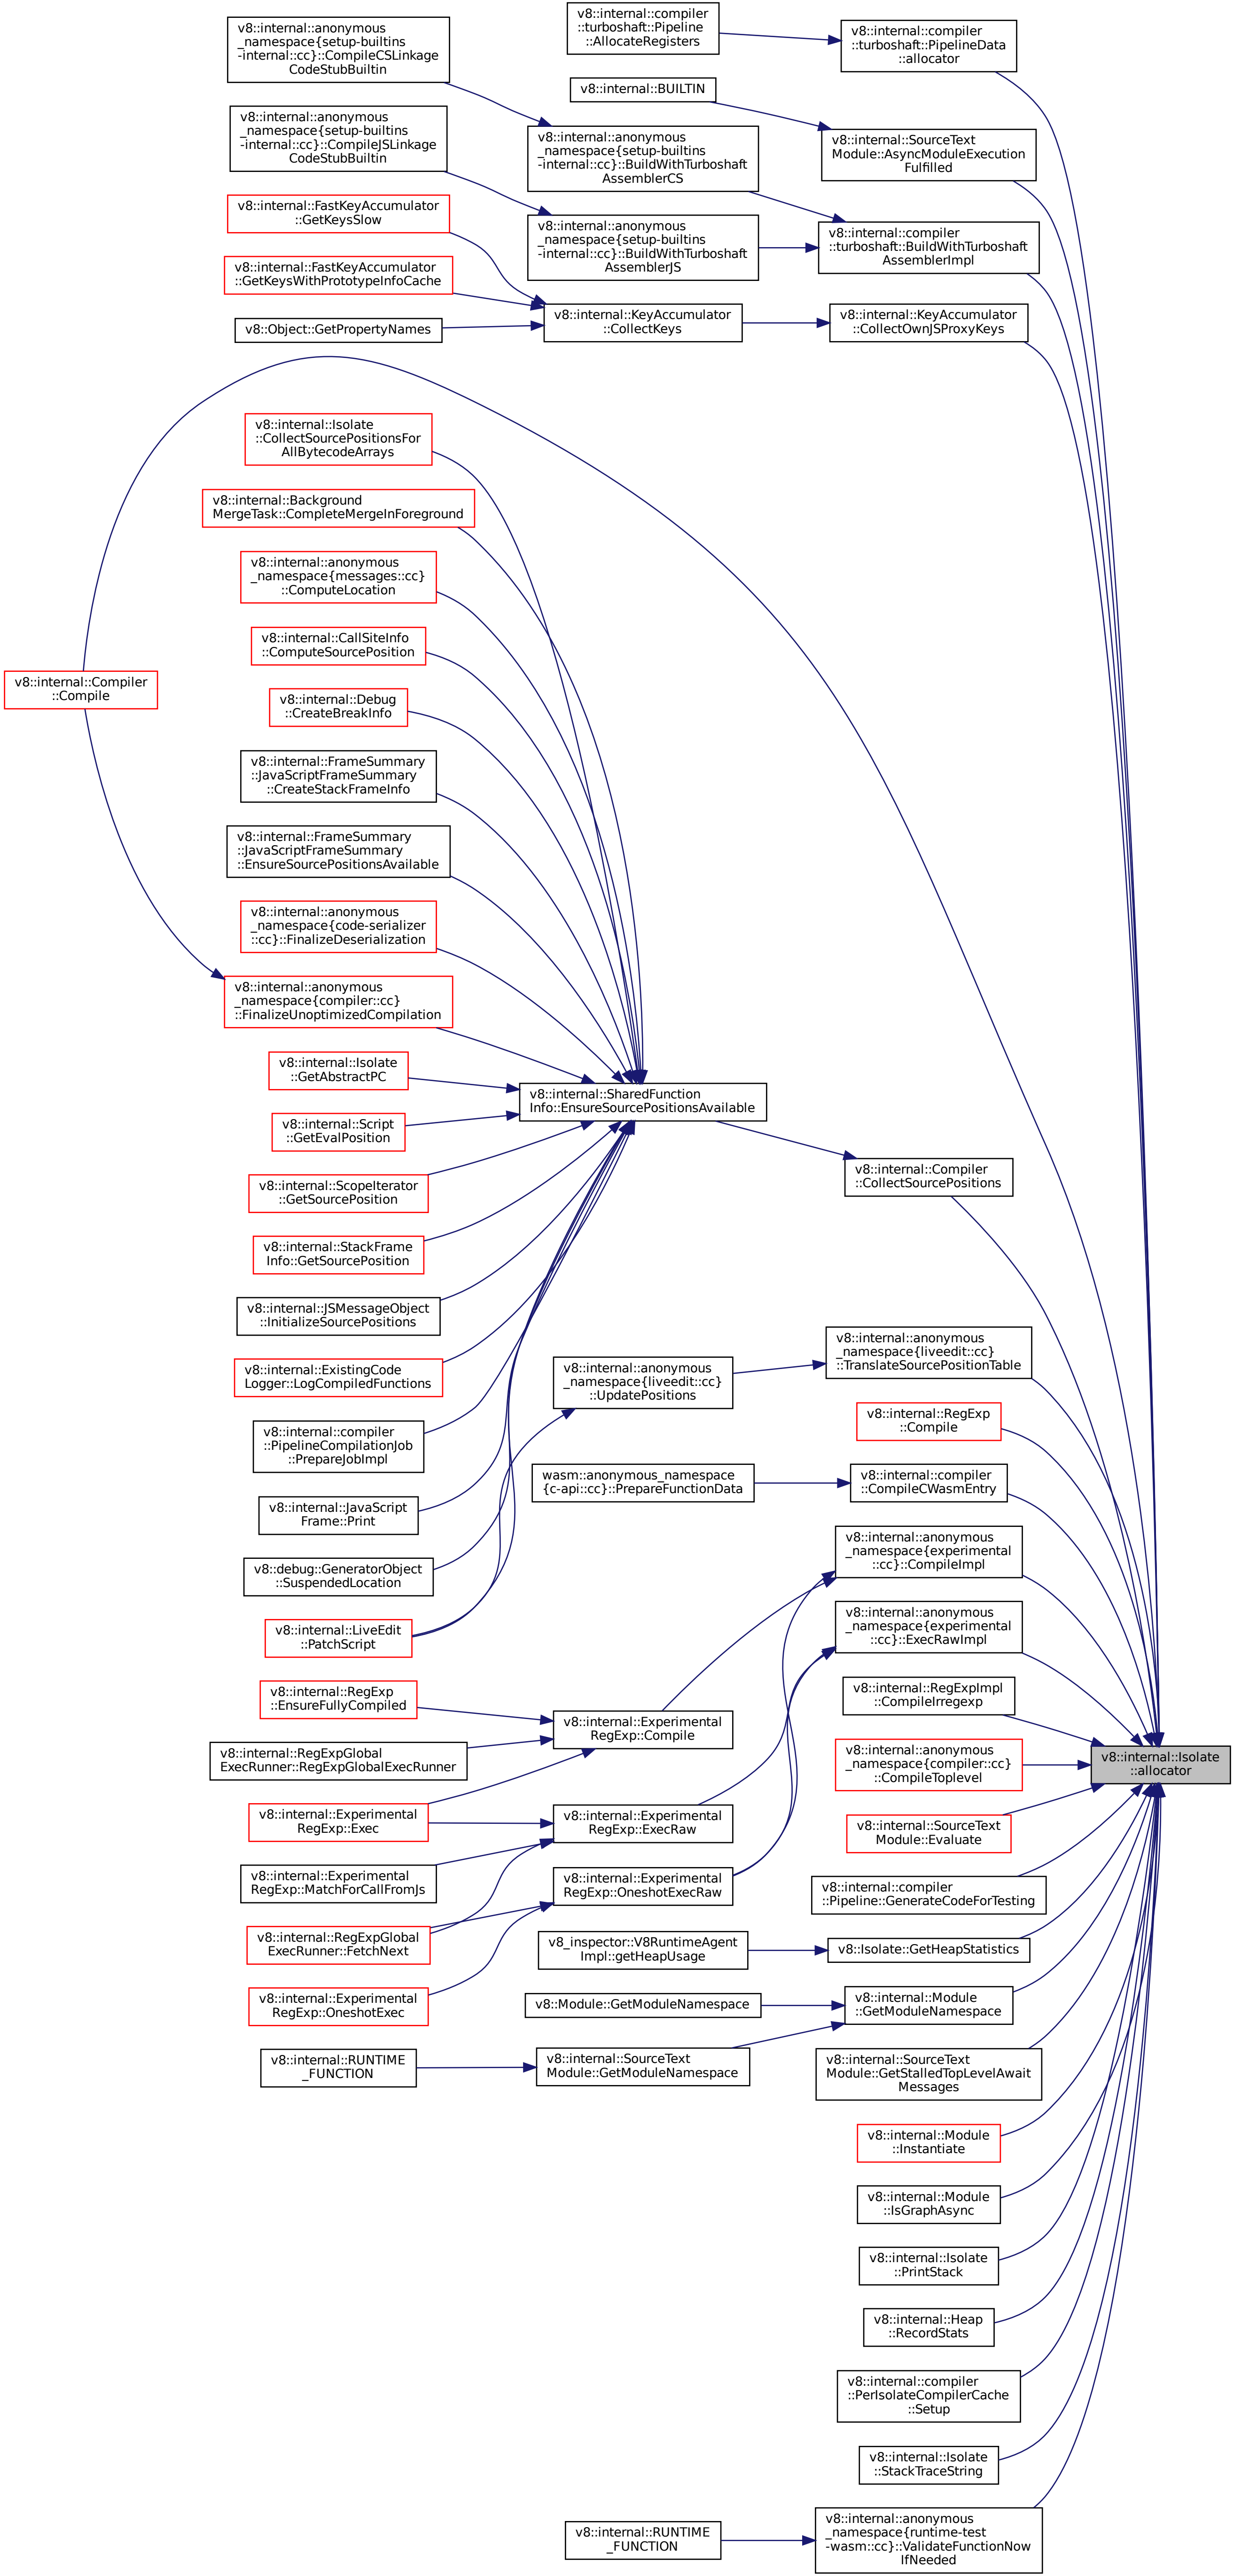 v8::internal::compiler
::turboshaft::Pipeline
::AllocateRegisters
v8::internal::compiler
::turboshaft::PipelineData
::allocator
v8::internal::anonymous
_namespace{setup-builtins
-internal::cc}::CompileCSLinkage
CodeStubBuiltin
v8::internal::BUILTIN
v8::internal::anonymous
_namespace{setup-builtins
-internal::cc}::CompileJSLinkage
CodeStubBuiltin
v8::internal::anonymous
_namespace{setup-builtins
-internal::cc}::BuildWithTurboshaft
AssemblerCS
v8::internal::SourceText
Module::AsyncModuleExecution
Fulfilled
v8::internal::FastKeyAccumulator
::GetKeysSlow
v8::internal::anonymous
_namespace{setup-builtins
-internal::cc}::BuildWithTurboshaft
AssemblerJS
v8::internal::compiler
::turboshaft::BuildWithTurboshaft
AssemblerImpl
v8::internal::FastKeyAccumulator
::GetKeysWithPrototypeInfoCache
v8::Object::GetPropertyNames
v8::internal::KeyAccumulator
::CollectKeys
v8::internal::KeyAccumulator
::CollectOwnJSProxyKeys
v8::internal::Isolate
::CollectSourcePositionsFor
AllBytecodeArrays
v8::internal::Background
MergeTask::CompleteMergeInForeground
v8::internal::anonymous
_namespace{messages::cc}
::ComputeLocation
v8::internal::CallSiteInfo
::ComputeSourcePosition
v8::internal::Compiler
::Compile
v8::internal::Debug
::CreateBreakInfo
v8::internal::FrameSummary
::JavaScriptFrameSummary
::CreateStackFrameInfo
v8::internal::FrameSummary
::JavaScriptFrameSummary
::EnsureSourcePositionsAvailable
v8::internal::anonymous
_namespace{code-serializer
::cc}::FinalizeDeserialization
v8::internal::anonymous
_namespace{compiler::cc}
::FinalizeUnoptimizedCompilation
v8::internal::Isolate
::GetAbstractPC
v8::internal::SharedFunction
Info::EnsureSourcePositionsAvailable
v8::internal::Script
::GetEvalPosition
v8::internal::ScopeIterator
::GetSourcePosition
v8::internal::Compiler
::CollectSourcePositions
v8::internal::StackFrame
Info::GetSourcePosition
v8::internal::JSMessageObject
::InitializeSourcePositions
v8::internal::ExistingCode
Logger::LogCompiledFunctions
v8::internal::anonymous
_namespace{liveedit::cc}
::UpdatePositions
v8::internal::anonymous
_namespace{liveedit::cc}
::TranslateSourcePositionTable
v8::internal::compiler
::PipelineCompilationJob
::PrepareJobImpl
v8::internal::RegExp
::Compile
v8::internal::JavaScript
Frame::Print
wasm::anonymous_namespace
{c-api::cc}::PrepareFunctionData
v8::internal::compiler
::CompileCWasmEntry
v8::debug::GeneratorObject
::SuspendedLocation
v8::internal::anonymous
_namespace{experimental
::cc}::CompileImpl
v8::internal::LiveEdit
::PatchScript
v8::internal::anonymous
_namespace{experimental
::cc}::ExecRawImpl
v8::internal::RegExp
::EnsureFullyCompiled
v8::internal::RegExpImpl
::CompileIrregexp
v8::internal::RegExpGlobal
ExecRunner::RegExpGlobalExecRunner
v8::internal::Experimental
RegExp::Compile
v8::internal::anonymous
_namespace{compiler::cc}
::CompileToplevel
v8::internal::Isolate
::allocator
v8::internal::Experimental
RegExp::Exec
v8::internal::Experimental
RegExp::ExecRaw
v8::internal::SourceText
Module::Evaluate
v8::internal::Experimental
RegExp::MatchForCallFromJs
v8::internal::Experimental
RegExp::OneshotExecRaw
v8::internal::compiler
::Pipeline::GenerateCodeForTesting
v8::internal::RegExpGlobal
ExecRunner::FetchNext
v8_inspector::V8RuntimeAgent
Impl::getHeapUsage
v8::Isolate::GetHeapStatistics
v8::internal::Experimental
RegExp::OneshotExec
v8::Module::GetModuleNamespace
v8::internal::Module
::GetModuleNamespace
v8::internal::RUNTIME
_FUNCTION
v8::internal::SourceText
Module::GetModuleNamespace
v8::internal::SourceText
Module::GetStalledTopLevelAwait
Messages
v8::internal::Module
::Instantiate
v8::internal::Module
::IsGraphAsync
v8::internal::Isolate
::PrintStack
v8::internal::Heap
::RecordStats
v8::internal::compiler
::PerIsolateCompilerCache
::Setup
v8::internal::Isolate
::StackTraceString
v8::internal::RUNTIME
_FUNCTION
v8::internal::anonymous
_namespace{runtime-test
-wasm::cc}::ValidateFunctionNow
IfNeeded